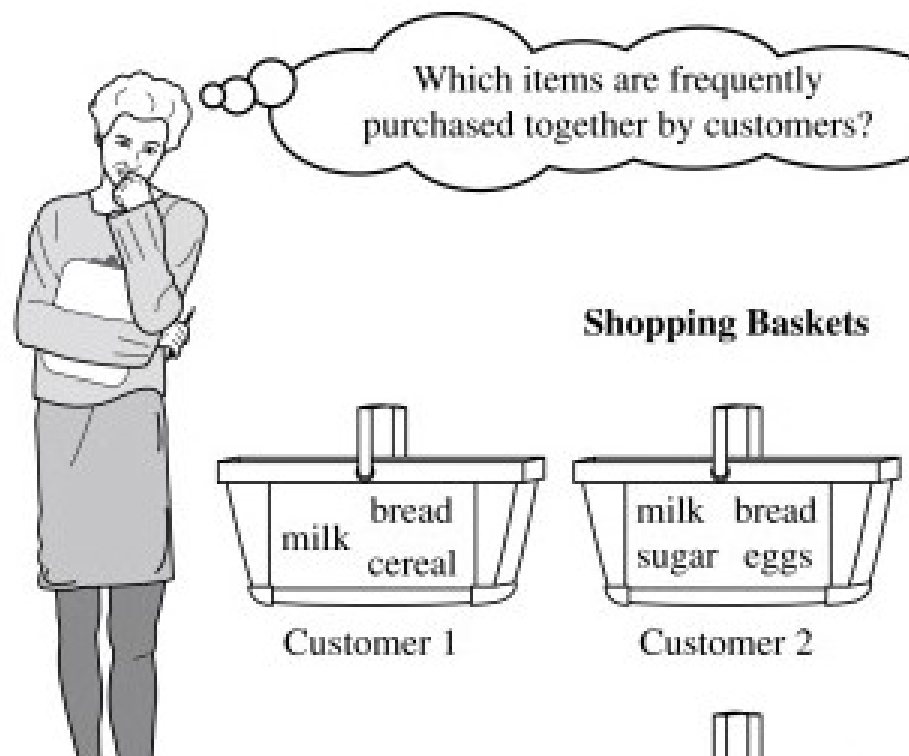 Which items are frequently
purchased together by customers?
Shopping Baskets
milk
bread
cereal
milk bread
sugar eggs
Customer 1
Customer 2